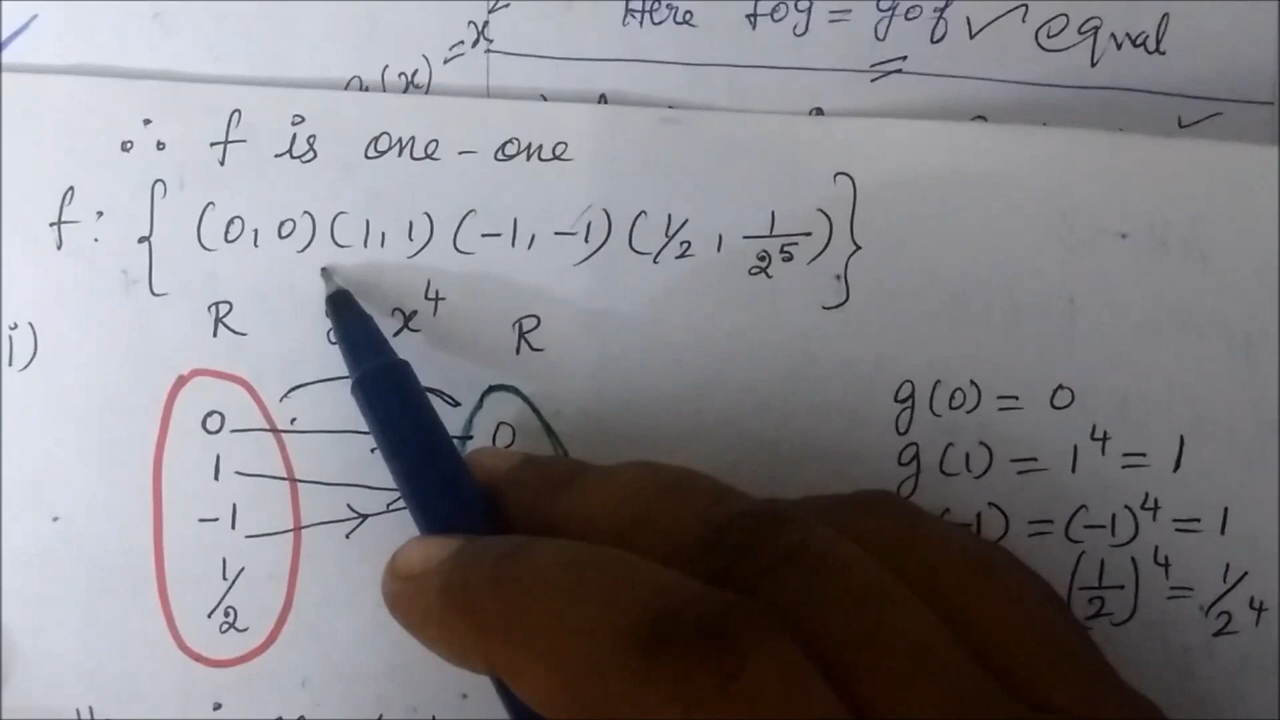 Here fog = gof ✓ equal
(x) = x²
∴ f is one-one
f: { (0, 0) (1, 1) (-1, -1) (1/2, 1/2⁵) }
i) R x⁴ R
0 0
1
-1
1/2
g(0) = 0
g(1) = 1⁴ = 1
-1) = (-1)⁴ = 1
(1/2)⁴ = 1/2⁴